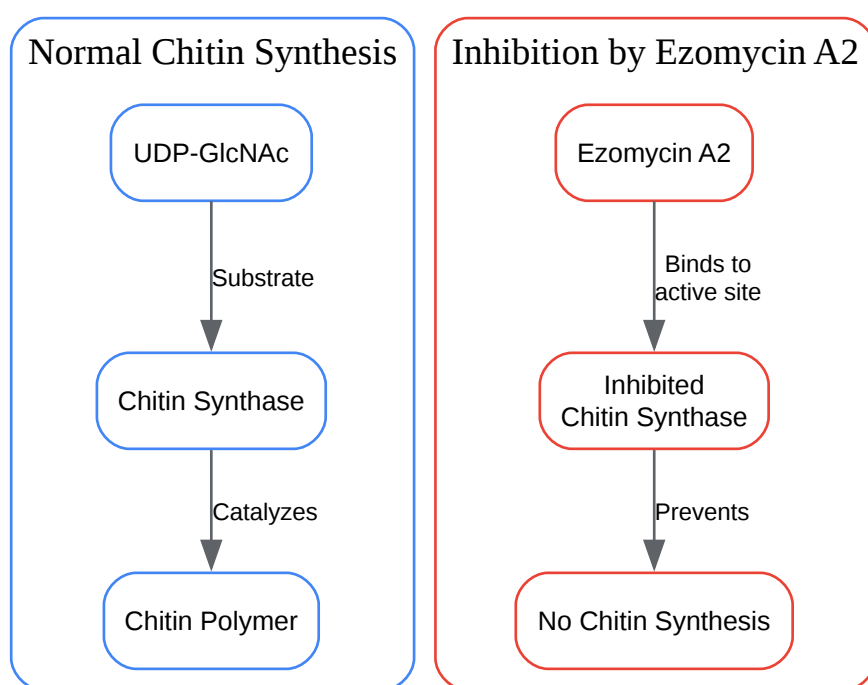 Normal Chitin Synthesis
UDP-GlcNAc
Substrate
Chitin Synthase
Catalyzes
Chitin Polymer
Inhibition by Ezomycin A2
Ezomycin A2
Binds to
active site
Inhibited
Chitin Synthase
Prevents
No Chitin Synthesis